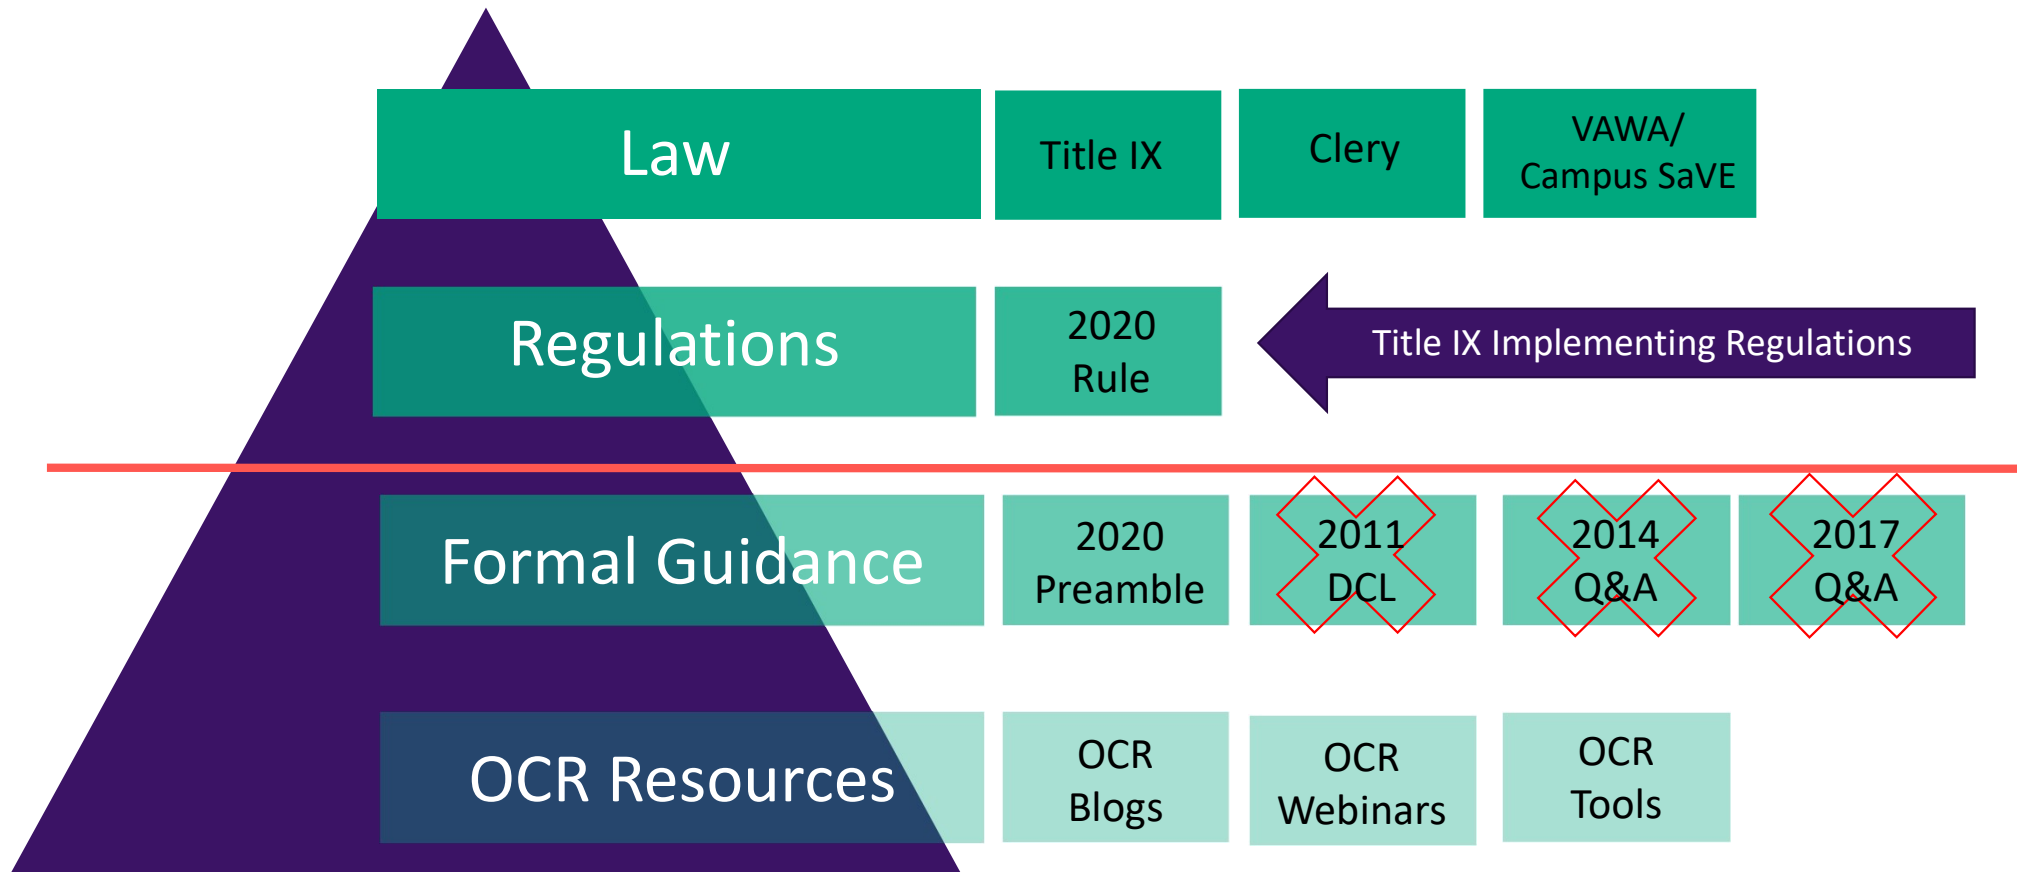 Law
Title IX
Clery
VAWA/
Campus SaVE
Regulations
2020
Rule
Title IX Implementing Regulations
Formal Guidance
2020
Preamble
2011
DCL
2014
Q&A
2017
Q&A
OCR Resources
OCR
Blogs
OCR
Webinars
OCR
Tools